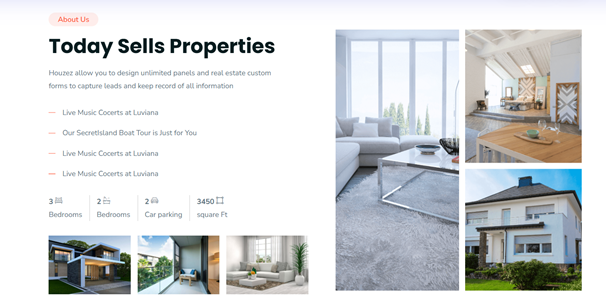 About Us
Today Sells Properties
Houzez allow you to design unlimited panels and real estate custom
forms to capture leads and keep record of all information
Live Music Cocerts at Luviana
Our SecretIsland Boat Tour is Just for You
Live Music Cocerts at Luviana
Live Music Cocerts at Luviana
3 2 2 3450
Bedrooms Bedrooms Car parking square Ft